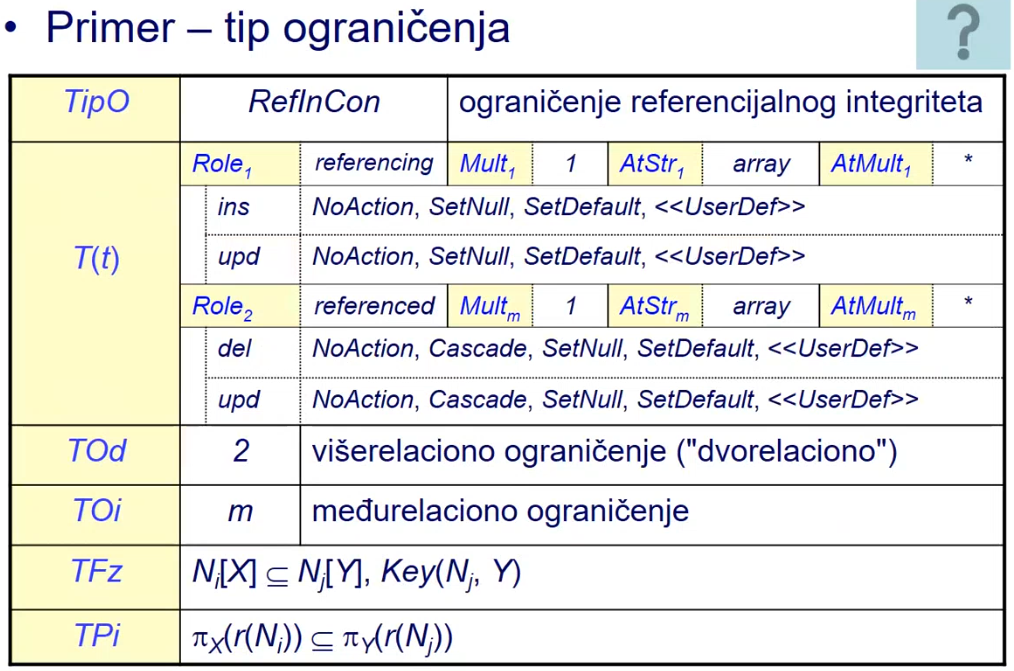 • Primer – tip ograničenja
?
TipO RefInCon ograničenje referencijalnog integriteta
T(t)
Role₁ referencing Mult₁ 1 AtStr₁ array AtMult₁ *
ins NoAction, SetNull, SetDefault, <<UserDef>>
upd NoAction, SetNull, SetDefault, <<UserDef>>
Role₂ referenced Multₘ 1 AtStrₘ array AtMultₘ *
del NoAction, Cascade, SetNull, SetDefault, <<UserDef>>
upd NoAction, Cascade, SetNull, SetDefault, <<UserDef>>
TOd 2 višerelaciono ograničenje ("dvorelaciono")
TOi m međurelaciono ograničenje
TFz Nᵢ[X] ⊆ Nⱼ[Y], Key(Nⱼ, Y)
TPi π_X(r(Nᵢ)) ⊆ π_Y(r(Nⱼ))